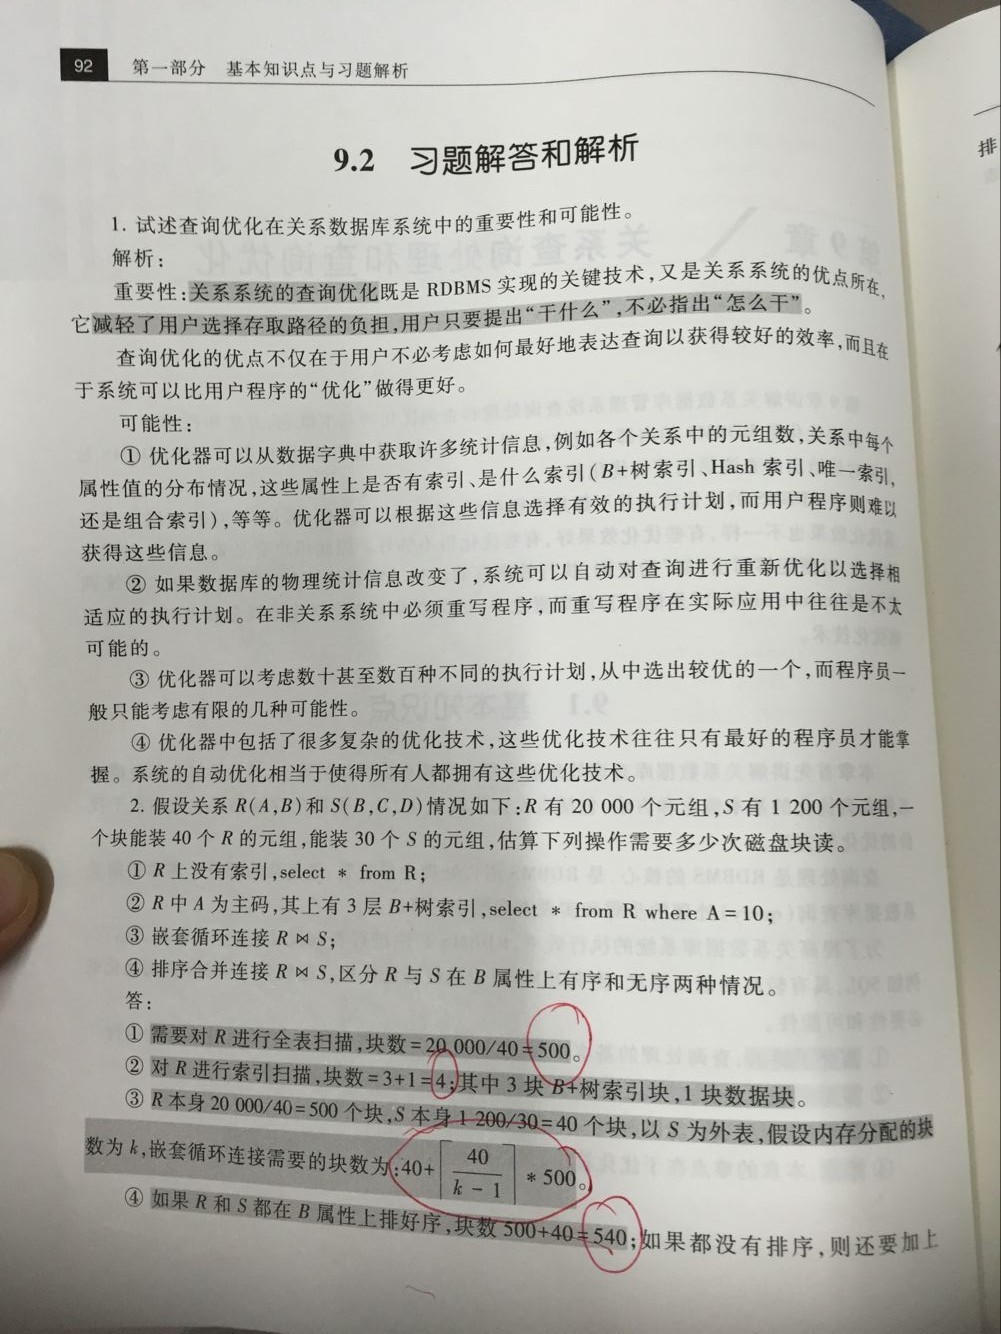 92 第一部分 基本知识点与习题解析
9.2 习题解答和解析
1. 试述查询优化在关系数据库系统中的重要性和可能性。
解析：
重要性：关系系统的查询优化既是 RDBMS 实现的关键技术，又是关系系统的优点所在，
它减轻了用户选择存取路径的负担，用户只要提出“干什么”，不必指出“怎么干”。
查询优化的优点不仅在于用户不必考虑如何最好地表达查询以获得较好的效率，而且在
于系统可以比用户程序的“优化”做得更好。
可能性：
① 优化器可以从数据字典中获取许多统计信息，例如各个关系中的元组数，关系中每个
属性值的分布情况，这些属性上是否有索引、是什么索引（B+树索引、Hash 索引、唯一索引，
还是组合索引），等等。优化器可以根据这些信息选择有效的执行计划，而用户程序则难以
获得这些信息。
② 如果数据库的物理统计信息改变了，系统可以自动对查询进行重新优化以选择相
适应的执行计划。在非关系系统中必须重写程序，而重写程序在实际应用中往往是不太
可能的。
③ 优化器可以考虑数十甚至数百种不同的执行计划，从中选出较优的一个，而程序员一
般只能考虑有限的几种可能性。
④ 优化器中包括了很多复杂的优化技术，这些优化技术往往只有最好的程序员才能掌
握。系统的自动优化相当于使得所有人都拥有这些优化技术。
2. 假设关系 R(A,B)和 S(B,C,D)情况如下：R 有 20 000 个元组，S 有 1 200 个元组，一
个块能装 40 个 R 的元组，能装 30 个 S 的元组，估算下列操作需要多少次磁盘块读。
① R 上没有索引，select * from R；
② R 中 A 为主码，其上有 3 层 B+树索引，select * from R where A = 10；
③ 嵌套循环连接 R ⋈ S；
④ 排序合并连接 R ⋈ S，区分 R 与 S 在 B 属性上有序和无序两种情况。
答：
① 需要对 R 进行全表扫描，块数 = 20 000/40 = 500。
② 对 R 进行索引扫描，块数 = 3+1 = 4；其中 3 块 B+树索引块，1 块数据块。
③ R 本身 20 000/40 = 500 个块，S 本身 1 200/30 = 40 个块，以 S 为外表，假设内存分配的块
数为 k，嵌套循环连接需要的块数为：40+⌈40/(k − 1)⌉ * 500。
④ 如果 R 和 S 都在 B 属性上排好序，块数 500+40 = 540；如果都没有排序，则还要加上
排